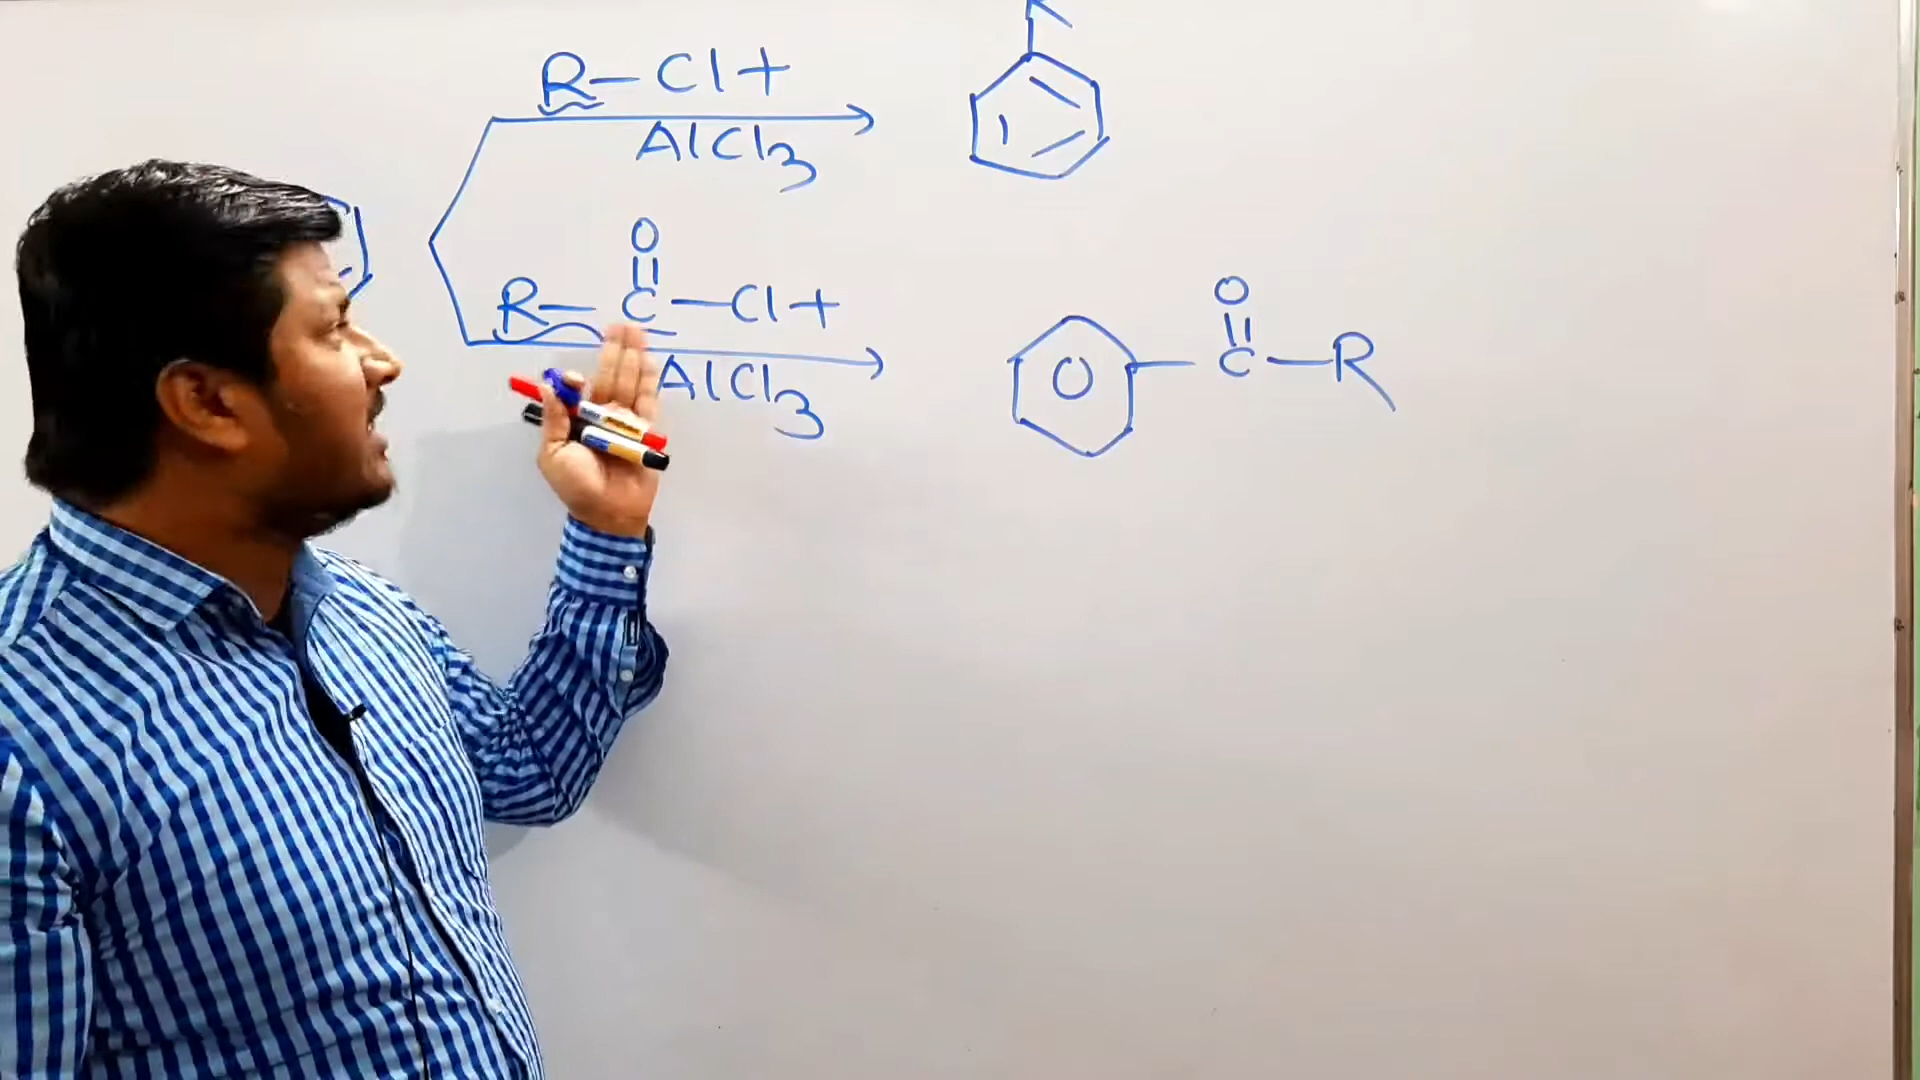 R
R-Cl+
AlCl3
O
R-C-Cl+
AlCl3
O
C-R